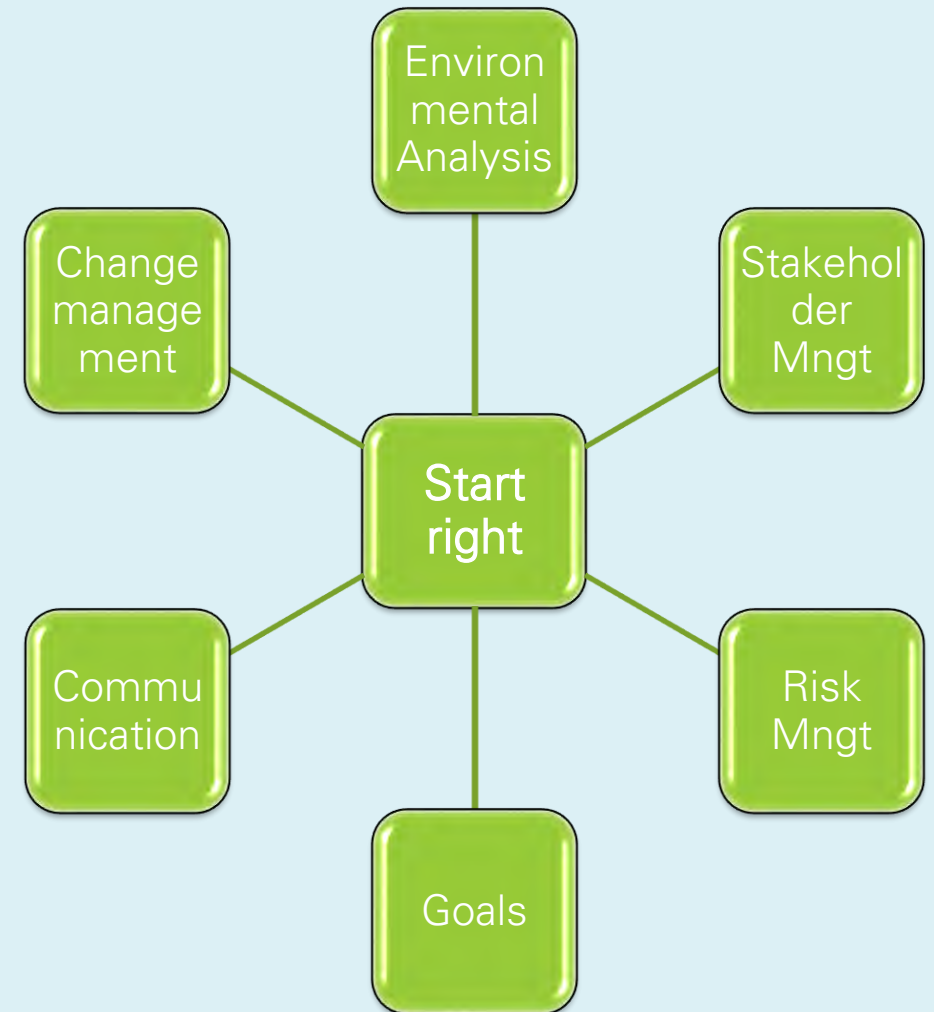 Environ
mental
Analysis
Change
manage
ment
Stakehol
der
Mngt
Start
right
Commu
nication
Risk
Mngt
Goals